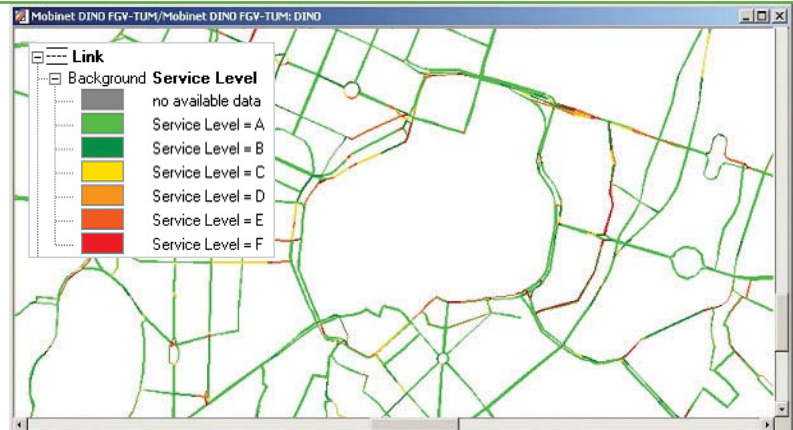 Mobinet DINO FGV-TUM/Mobinet DINO FGV-TUM: DINO
Link
Background Service Level
no available data
Service Level = A
Service Level = B
Service Level = C
Service Level = D
Service Level = E
Service Level = F